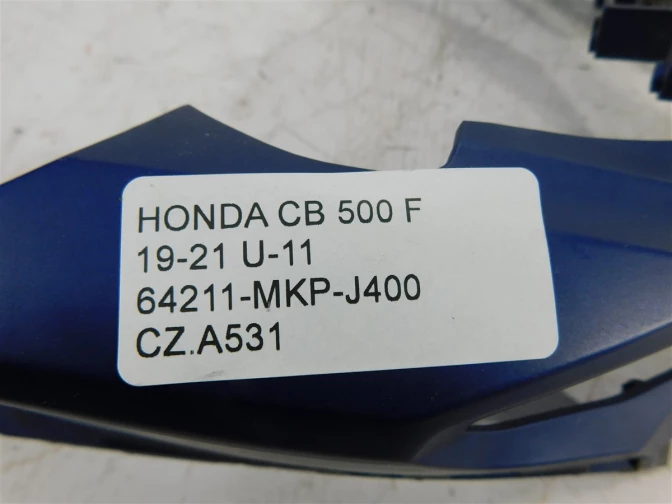 HONDA CB 500 F
19-21 U-11
64211-MKP-J400
CZ.A531